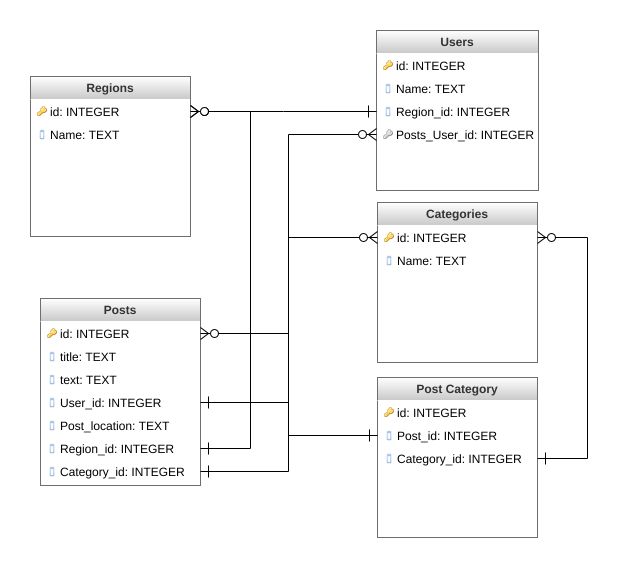 Regions
id: INTEGER
Name: TEXT
Users
id: INTEGER
Name: TEXT
Region_id: INTEGER
Posts_User_id: INTEGER
Categories
id: INTEGER
Name: TEXT
Posts
id: INTEGER
title: TEXT
text: TEXT
User_id: INTEGER
Post_location: TEXT
Region_id: INTEGER
Category_id: INTEGER
Post Category
id: INTEGER
Post_id: INTEGER
Category_id: INTEGER